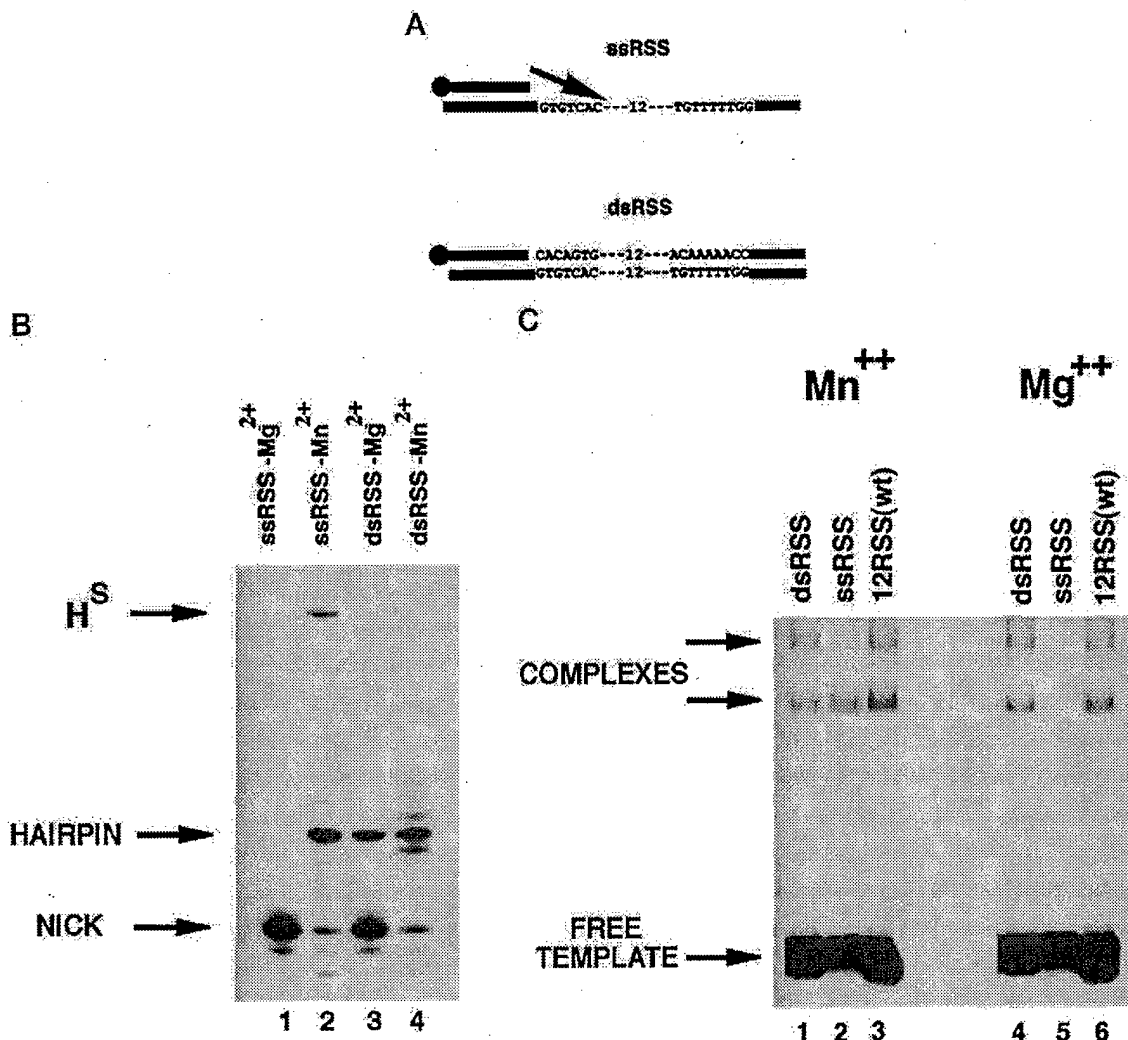 A
ssRSS
GTGTCAC---12---TGTTTTTGG
dsRSS
CACAGTG---12---ACAAAAACC
GTGTCAC---12---TGTTTTTGG
B
ssRSS-Mg2+
ssRSS-Mn2+
dsRSS-Mg2+
dsRSS-Mn2+
HS
HAIRPIN
NICK
1 2 3 4
C
Mn++ Mg++
dsRSS
ssRSS
12RSS(wt)
dsRSS
ssRSS
12RSS(wt)
COMPLEXES
FREE
TEMPLATE
1 2 3 4 5 6